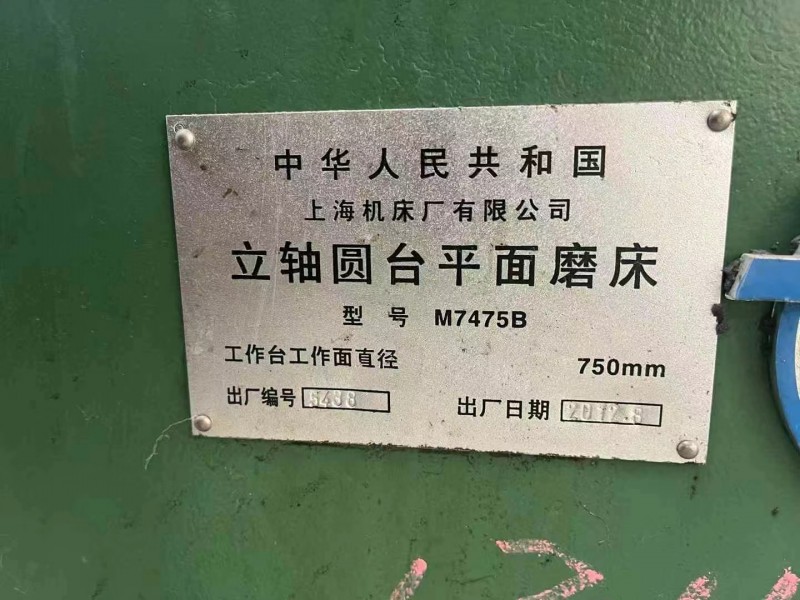 中华人民共和国
上海机床厂有限公司
立轴圆台平面磨床
型 号 M7475B
工作台工作面直径 750mm
出厂编号
出厂日期 2012.8